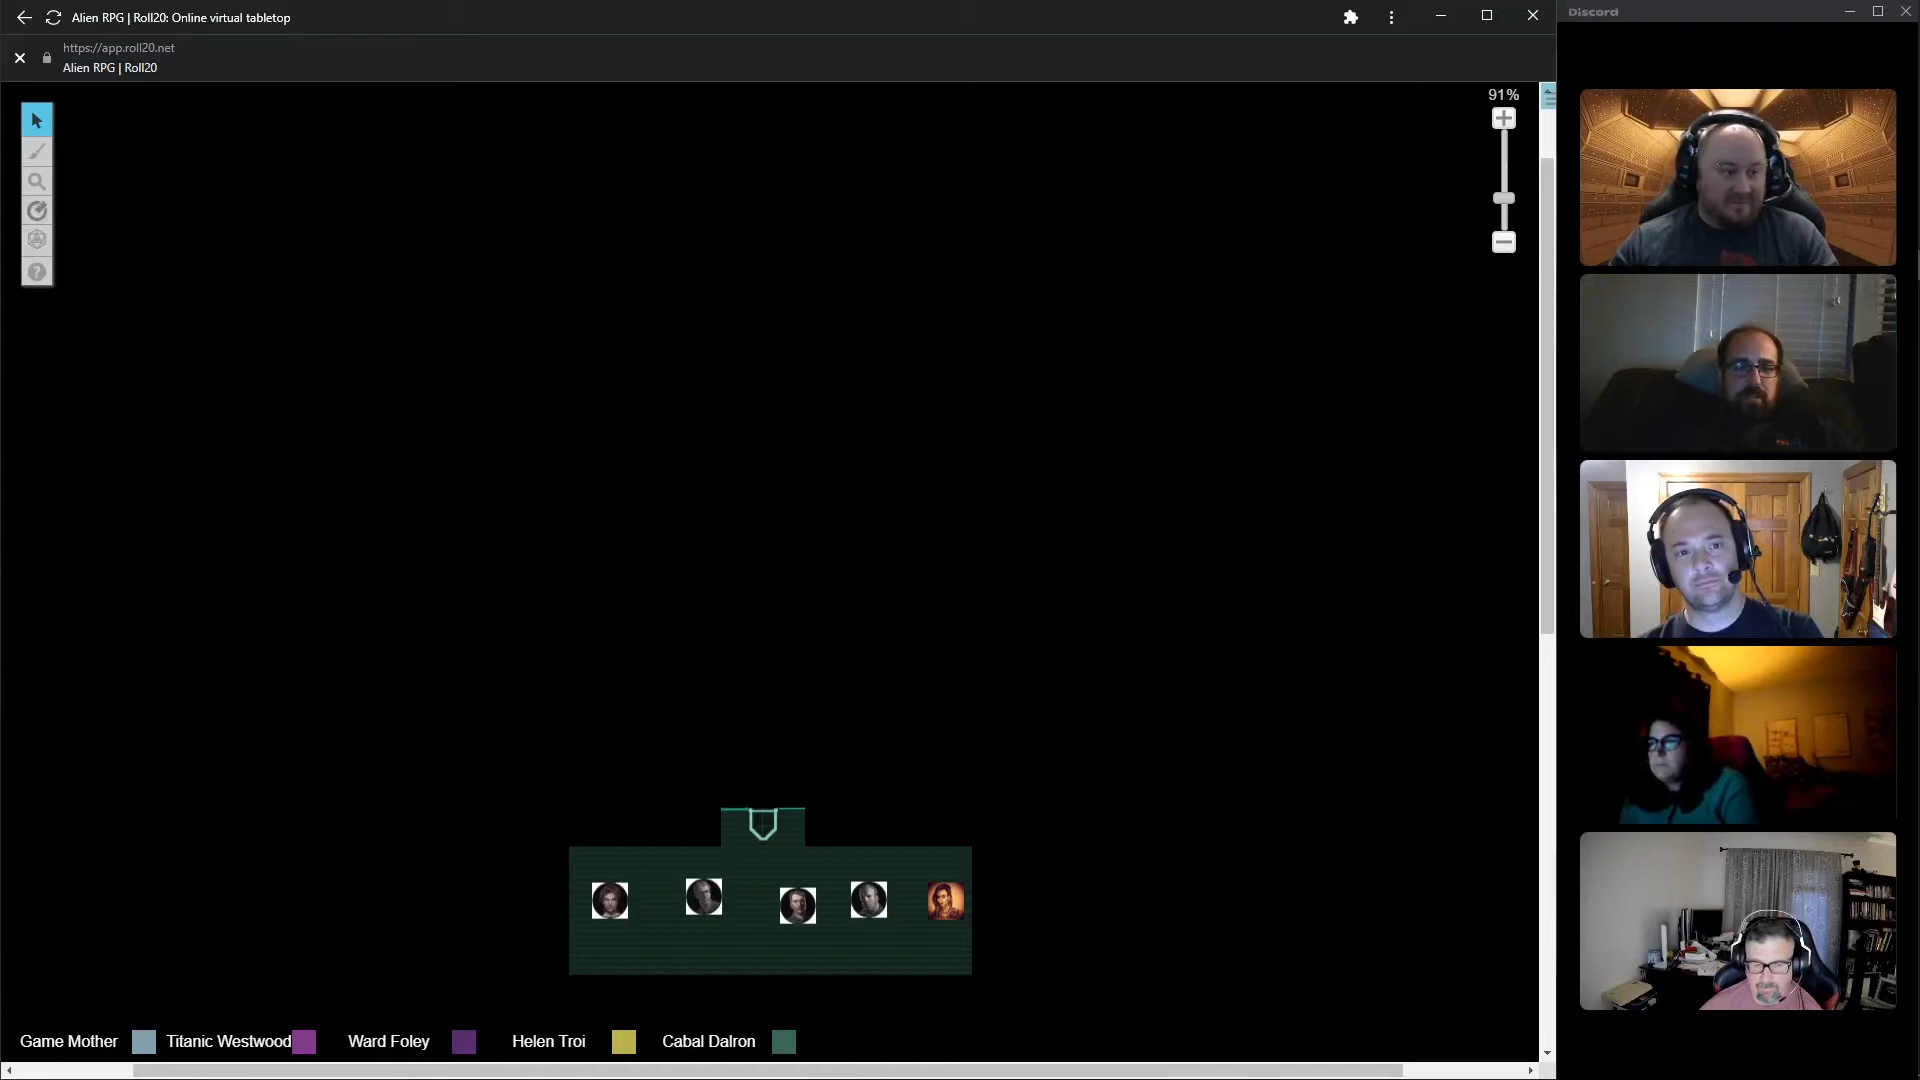 Alien RPG | Roll20: Online virtual tabletop
Discord
https://app.roll20.net
Alien RPG | Roll20
91%
Game Mother
Titanic Westwood
Ward Foley
Helen Troi
Cabal Dalron